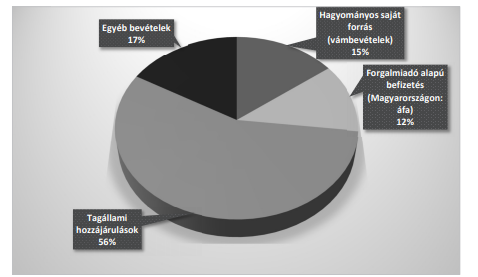 Egyéb bevételek
17%
Hagyományos saját
forrás
(vámbevételek)
15%
Forgalmiadó alapú
befizetés
(Magyarországon:
áfa)
12%
Tagállami
hozzájárulások
56%